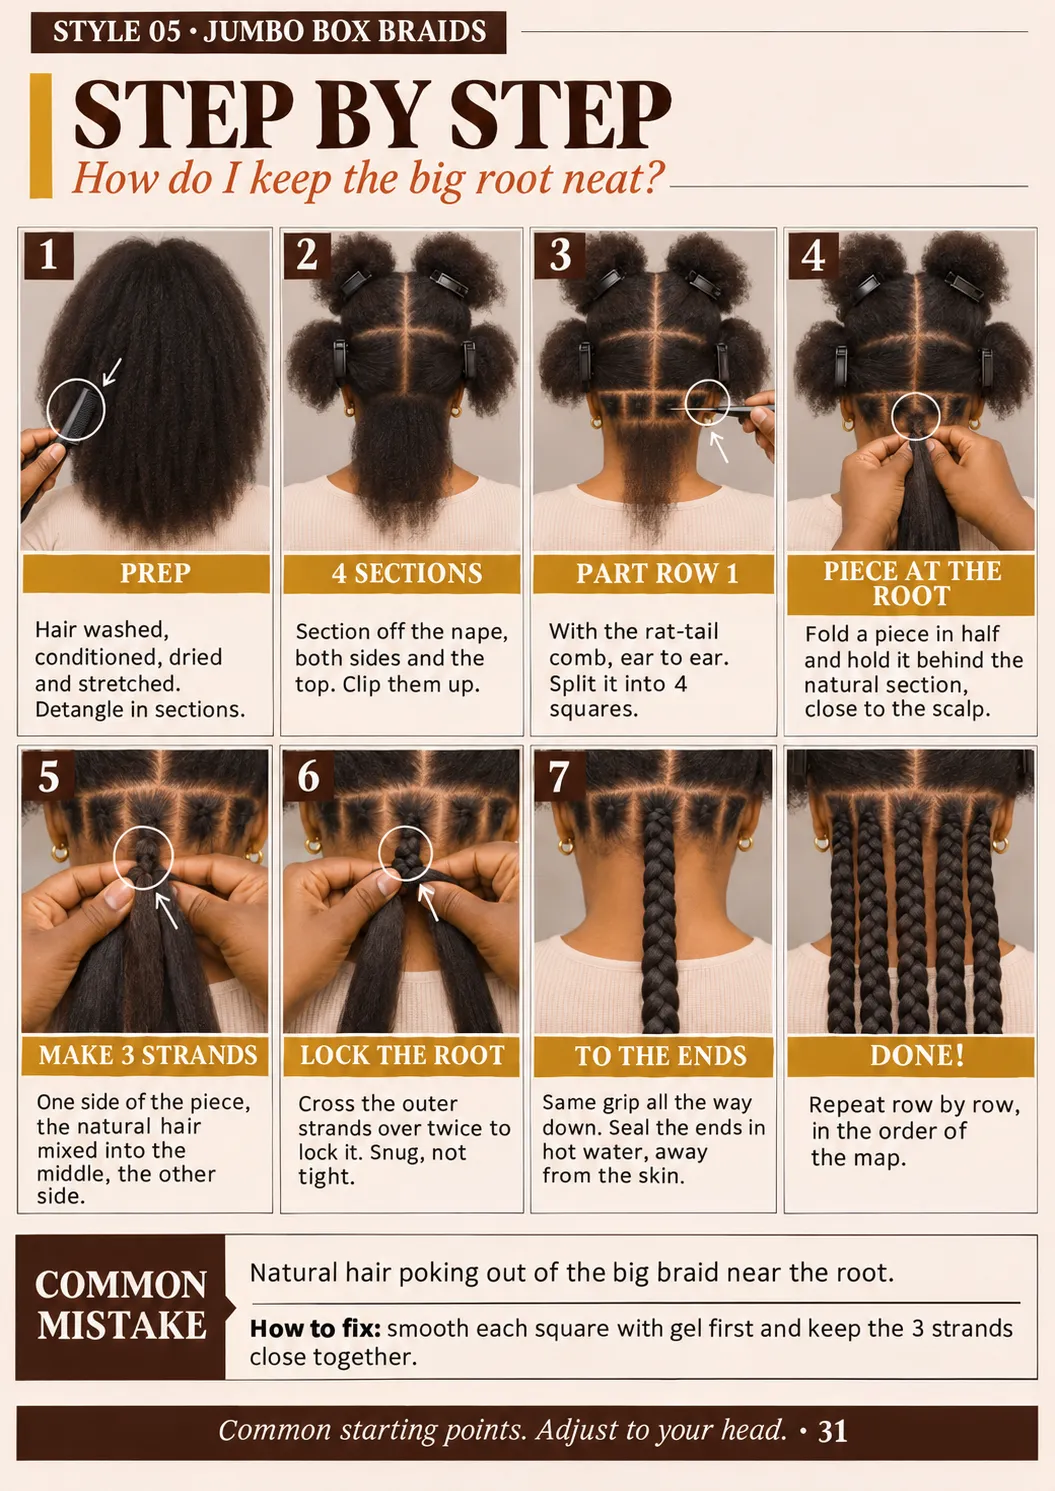 STYLE 05 • JUMBO BOX BRAIDS
STEP BY STEP
How do I keep the big root neat?
1
2
3
4
PREP
Hair washed,
conditioned, dried
and stretched.
Detangle in sections.
4 SECTIONS
Section off the nape,
both sides and the
top. Clip them up.
PART ROW 1
With the rat-tail
comb, ear to ear.
Split it into 4
squares.
PIECE AT THE
ROOT
Fold a piece in half
and hold it behind the
natural section,
close to the scalp.
5
6
7
MAKE 3 STRANDS
One side of the piece,
the natural hair
mixed into the
middle, the other
side.
LOCK THE ROOT
Cross the outer
strands over twice to
lock it. Snug, not
tight.
TO THE ENDS
Same grip all the way
down. Seal the ends in
hot water, away
from the skin.
DONE!
Repeat row by row,
in the order of
the map.
COMMON
MISTAKE
Natural hair poking out of the big braid near the root.
How to fix: smooth each square with gel first and keep the 3 strands
close together.
Common starting points. Adjust to your head. • 31